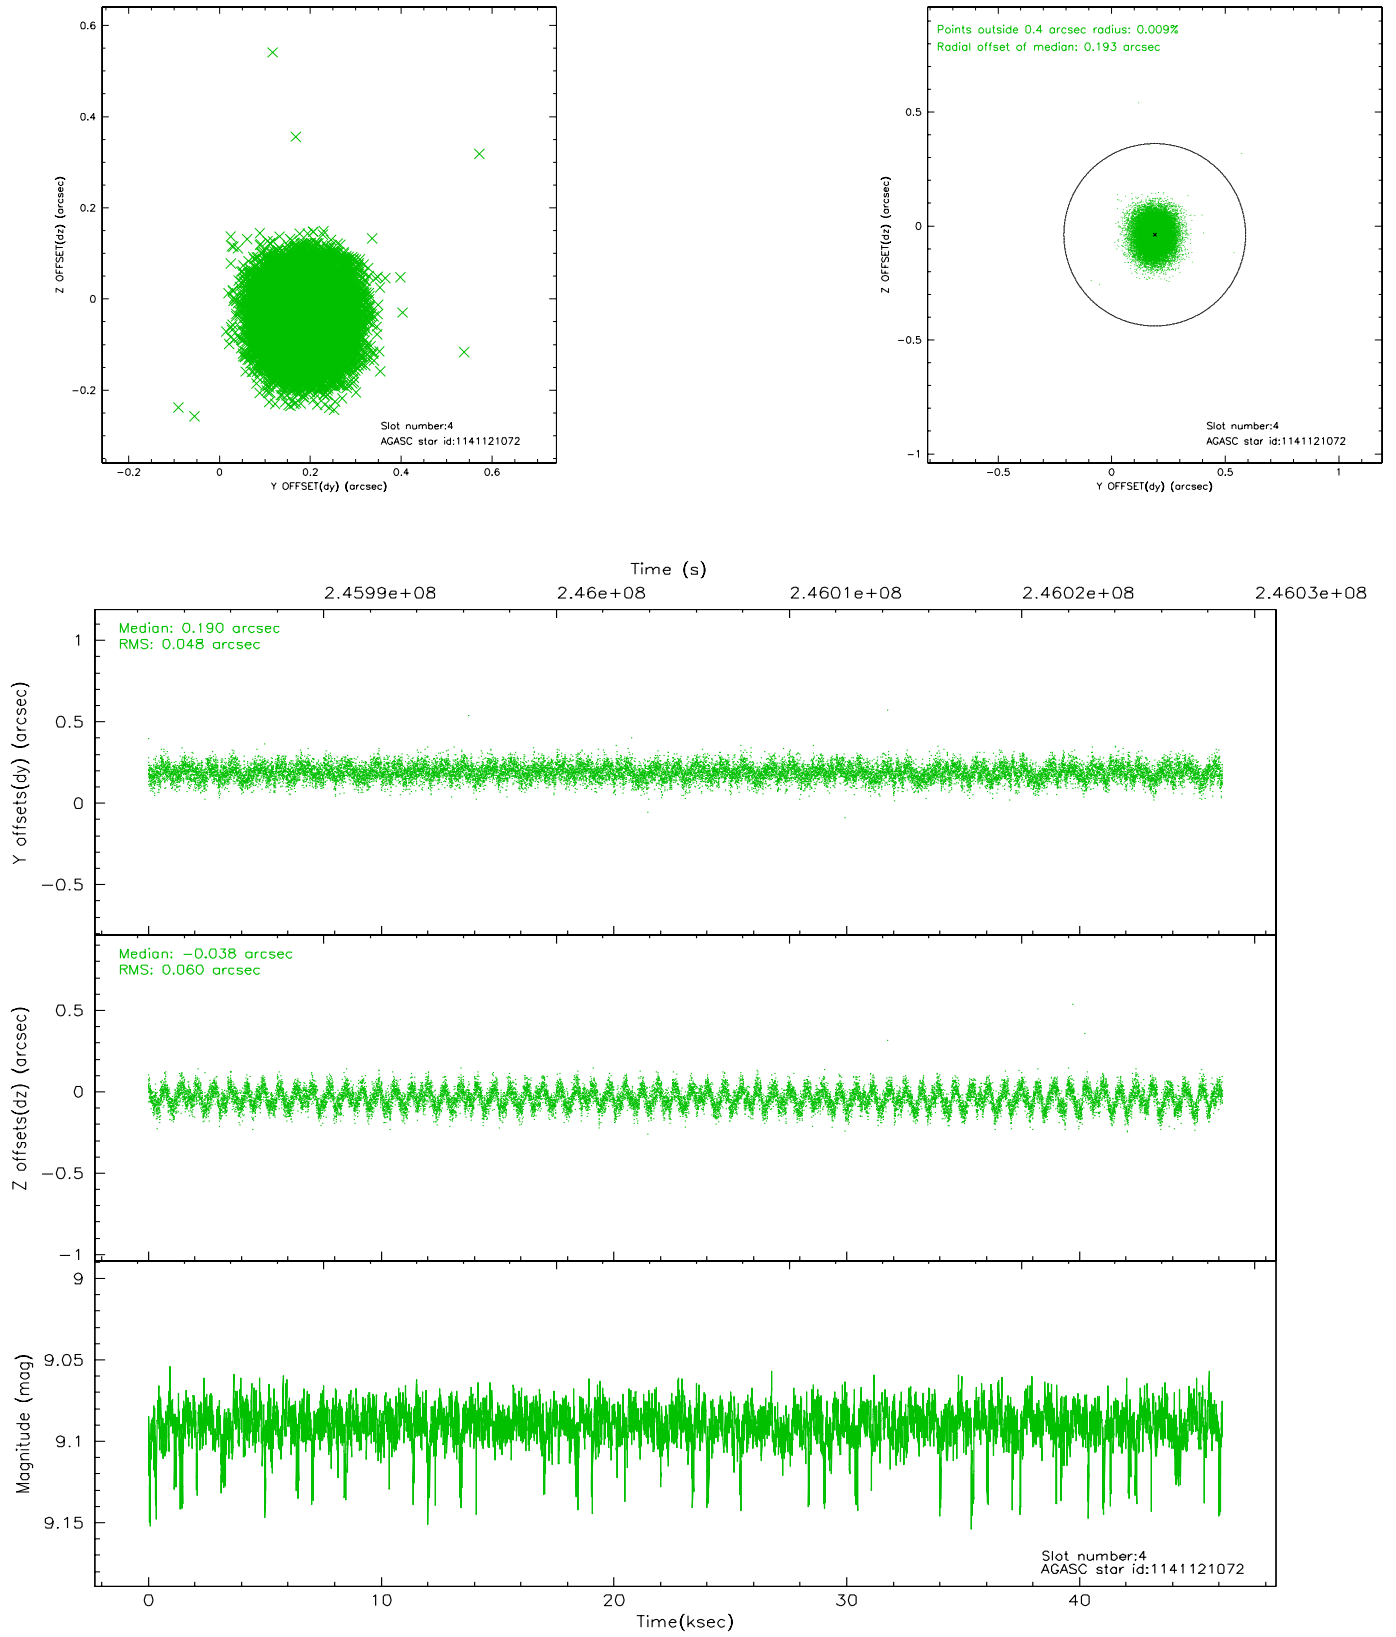 0.6
0.4
0.2
0
−0.2
Z OFFSET(dz) (arcsec)
Slot number:4
AGASC star id:1141121072
−0.2 0 0.2 0.4 0.6
Y OFFSET(dy) (arcsec)
Points outside 0.4 arcsec radius: 0.009%
Radial offset of median: 0.193 arcsec
0.5
0
−0.5
−1
Z OFFSET(dz) (arcsec)
Slot number:4
AGASC star id:1141121072
−0.5 0 0.5 1
Y OFFSET(dy) (arcsec)
Time (s)
2.4599e+08 2.46e+08 2.4601e+08 2.4602e+08 2.4603e+08
Median: 0.190 arcsec
RMS: 0.048 arcsec
1
0.5
0
−0.5
Y offsets(dy) (arcsec)
Median: −0.038 arcsec
RMS: 0.060 arcsec
0.5
0
−0.5
−1
Z offsets(dz) (arcsec)
9
9.05
9.1
9.15
Magnitude (mag)
Slot number:4
AGASC star id:1141121072
0 10 20 30 40
Time(ksec)